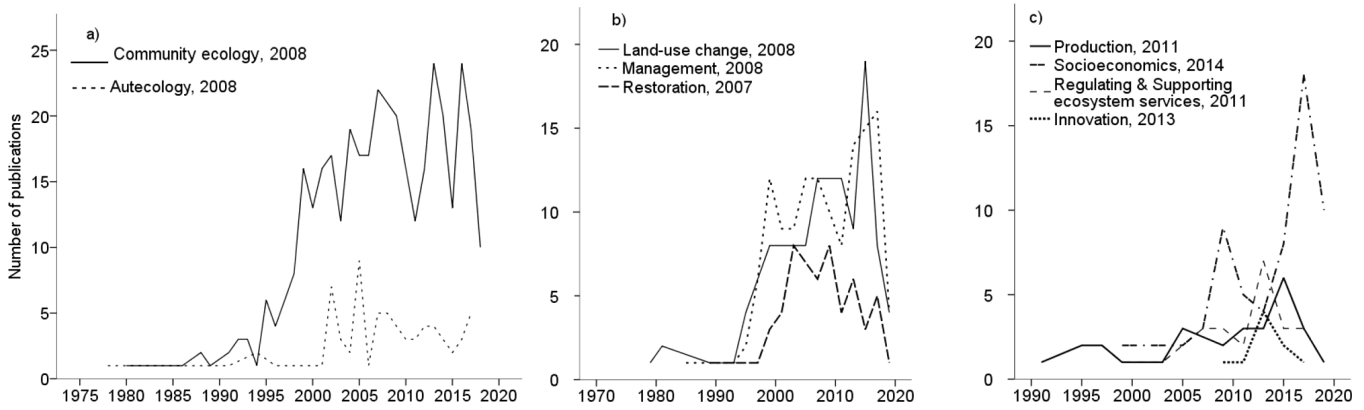 a)
Community ecology, 2008
Autecology, 2008
Number of publications
25
20
15
10
5
0
1975 1980 1985 1990 1995 2000 2005 2010 2015 2020
b)
Land-use change, 2008
Management, 2008
Restoration, 2007
20
15
10
5
0
1970 1980 1990 2000 2010 2020
c)
Production, 2011
Socioeconomics, 2014
Regulating & Supporting
ecosystem services, 2011
Innovation, 2013
20
15
10
5
0
1990 1995 2000 2005 2010 2015 2020